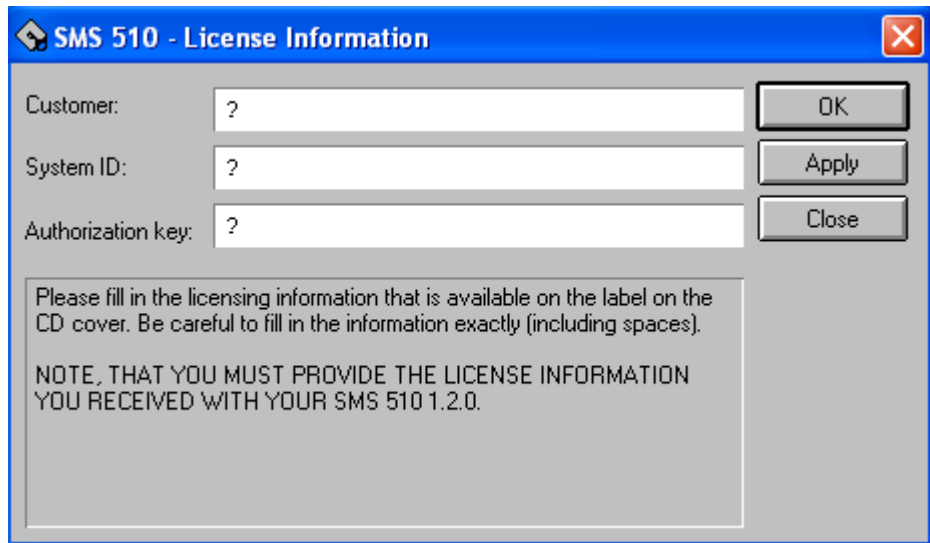 SMS 510 - License Information
Customer: ? OK
System ID: ? Apply
Authorization key: ? Close
Please fill in the licensing information that is available on the label on the
CD cover. Be careful to fill in the information exactly (including spaces).
NOTE, THAT YOU MUST PROVIDE THE LICENSE INFORMATION
YOU RECEIVED WITH YOUR SMS 510 1.2.0.